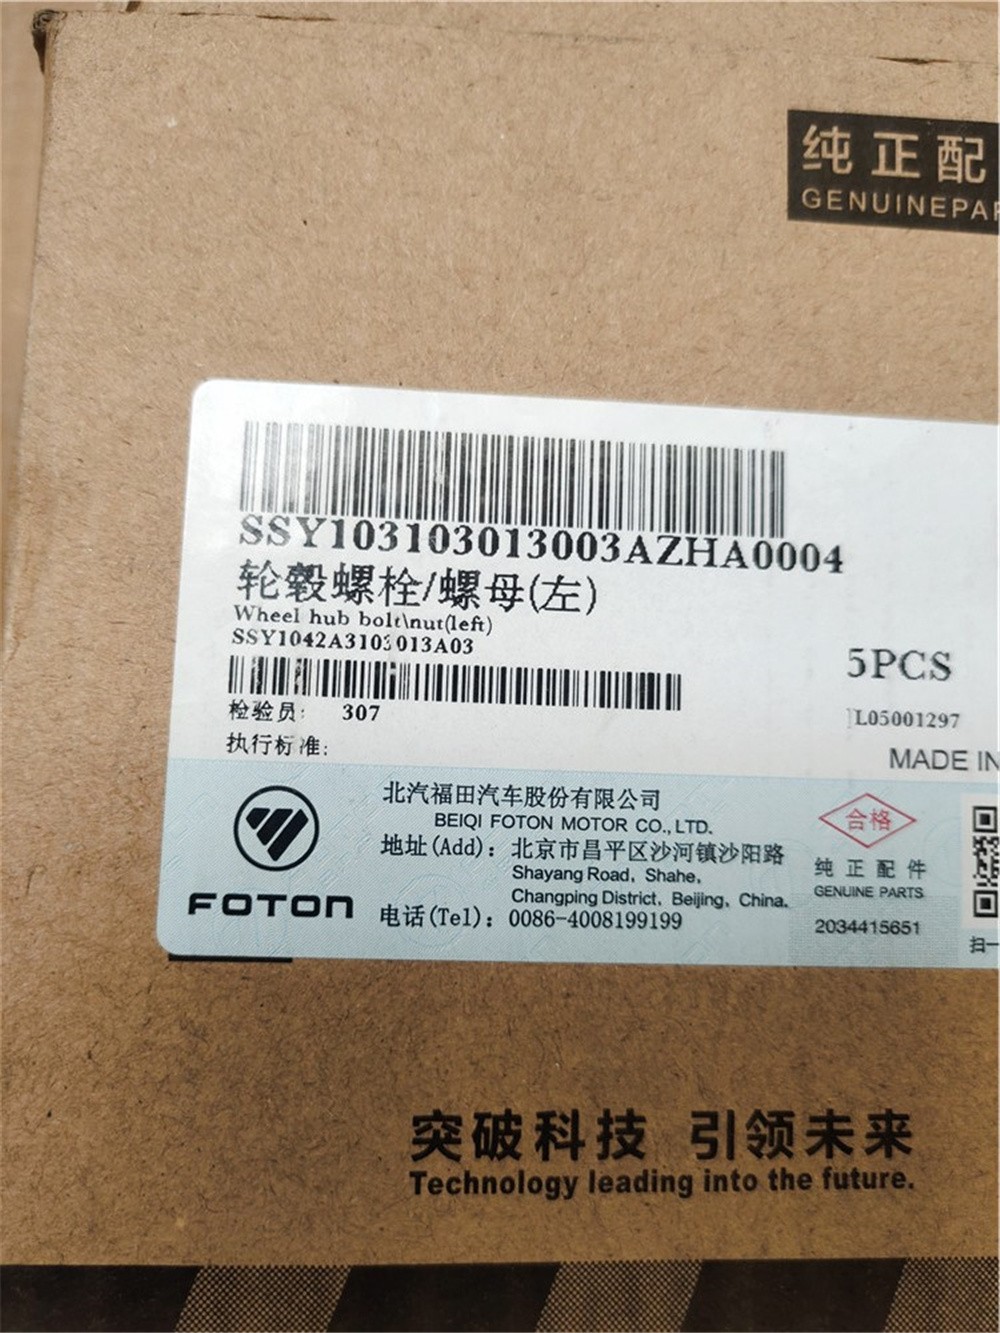 纯正配
GENUINEPAR
SSY103103013003AZHA0004
轮毂螺栓/螺母(左)
Wheel hub bolt\nut(left)
SSY1042A3103013A03
5PCS
检验员: 307
JL05001297
执行标准:
MADE IN
北汽福田汽车股份有限公司
BEIQI FOTON MOTOR CO., LTD.
地址(Add): 北京市昌平区沙河镇沙阳路
Shayang Road, Shahe,
Changping District, Beijing, China.
电话(Tel): 0086-4008199199
FOTON
合格
纯正配件
GENUINE PARTS
2034415651
扫一
突破科技 引领未来
Technology leading into the future.